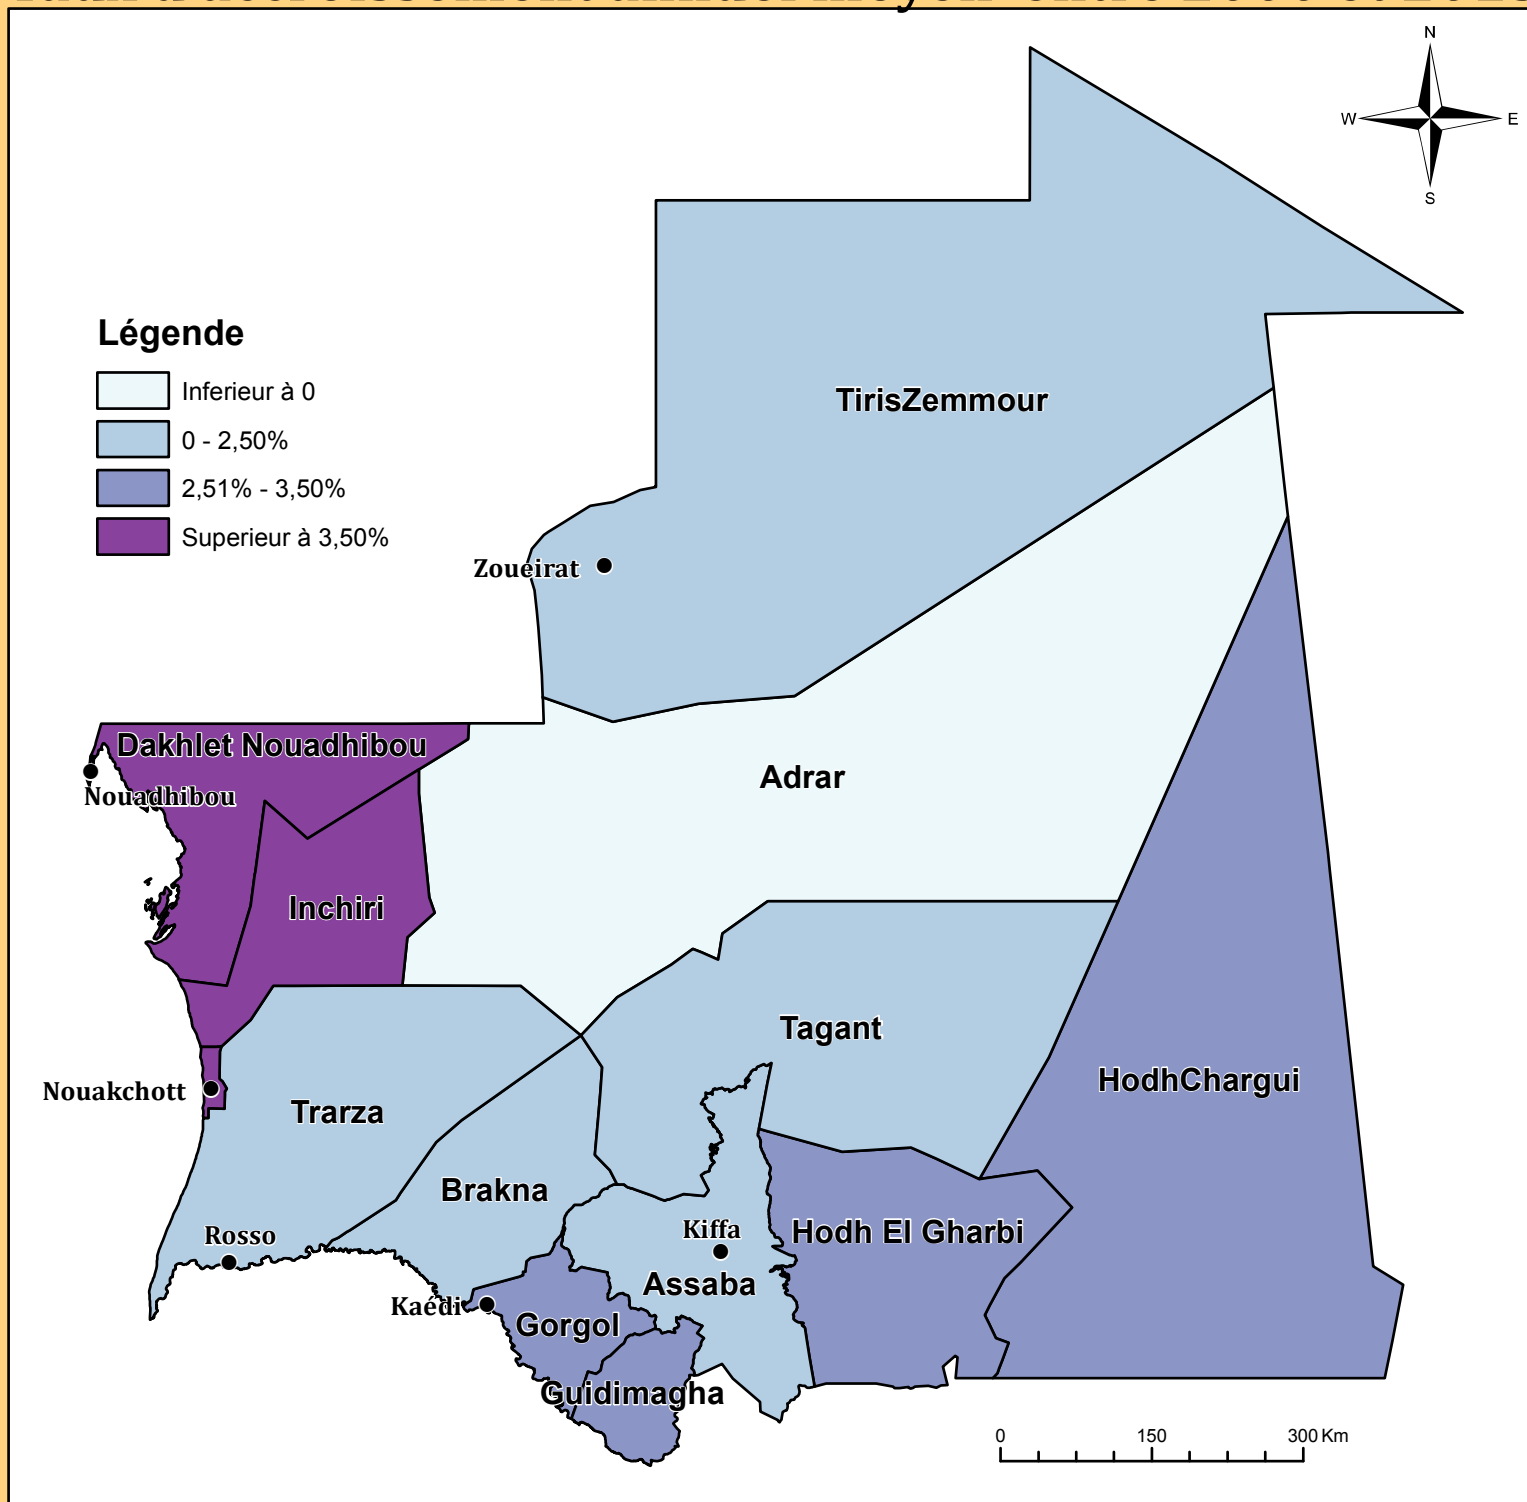 N
W E
S
Légende
Inferieur à 0
0 - 2,50%
2,51% - 3,50%
Superieur à 3,50%
TirisZemmour
Zoueirat
Dakhlet Nouadhibou
Nouadhibou
Adrar
Inchiri
Tagant
HodhChargui
Nouakchott
Trarza
Brakna
Rosso
Kiffa
Hodh El Gharbi
Assaba
Kaédi
Gorgol
Guidimagha
0 150 300 Km